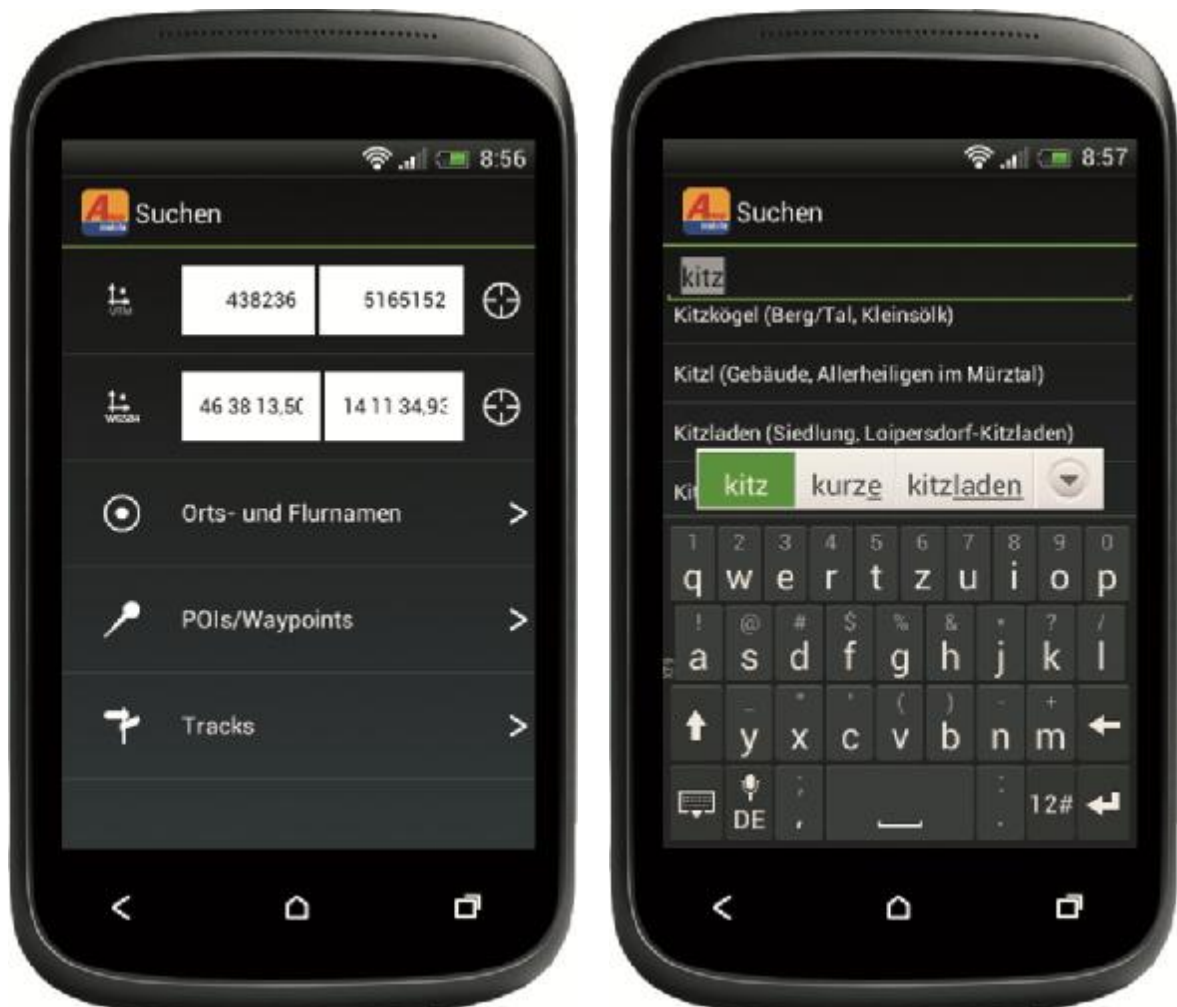 8:56
Suchen
UTM
438236
5165152
WGS84
46 38 13,50
14 11 34,93
Orts- und Flurnamen
POIs/Waypoints
Tracks
8:57
Suchen
kitz
Kitzkögel (Berg/Tal, Kleinsölk)
Kitzl (Gebäude, Allerheiligen im Mürztal)
Kitzladen (Siedlung, Loipersdorf-Kitzladen)
Kit
kitz kurze kitzladen
1 2 3 4 5 6 7 8 9 0
q w e r t z u i o p
! @ # $ % & * ? /
a s d f g h j k l
_ " ' ( ) - +
y x c v b n m
; :
DE , . 12#